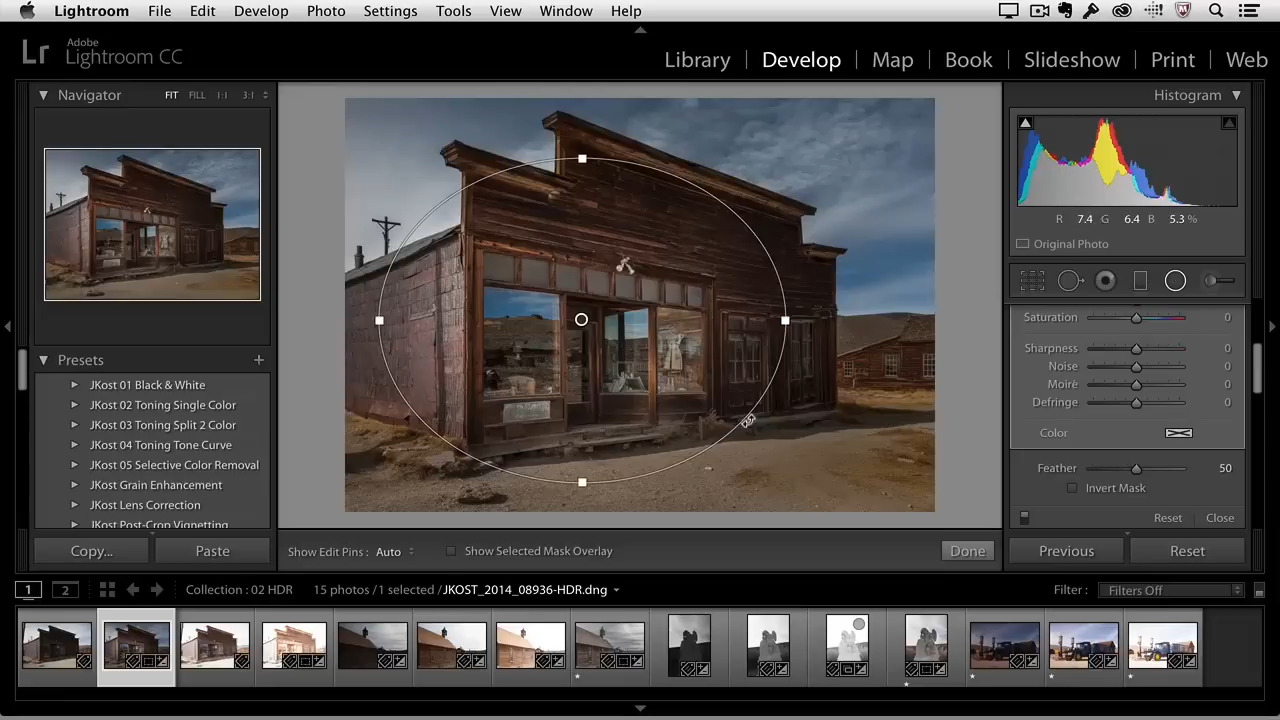 Lightroom File Edit Develop Photo Settings Tools View Window Help
Lr Adobe Lightroom CC
Library | Develop | Map | Book | Slideshow | Print | Web
Navigator FIT FILL 1:1 3:1
Histogram
R 7.4 G 6.4 B 5.3 %
Original Photo
Saturation 0
Sharpness 0
Noise 0
Moiré 0
Defringe 0
Color
Feather 50
Invert Mask
Reset Close
Presets +
JKost 01 Black & White
JKost 02 Toning Single Color
JKost 03 Toning Split 2 Color
JKost 04 Toning Tone Curve
JKost 05 Selective Color Removal
JKost Grain Enhancement
JKost Lens Correction
JKost Post-Crop Vignetting
Copy... Paste
Show Edit Pins : Auto Show Selected Mask Overlay Done
Previous Reset
1 2 Collection : 02 HDR 15 photos /1 selected /JKOST_2014_08936-HDR.dng Filter : Filters Off